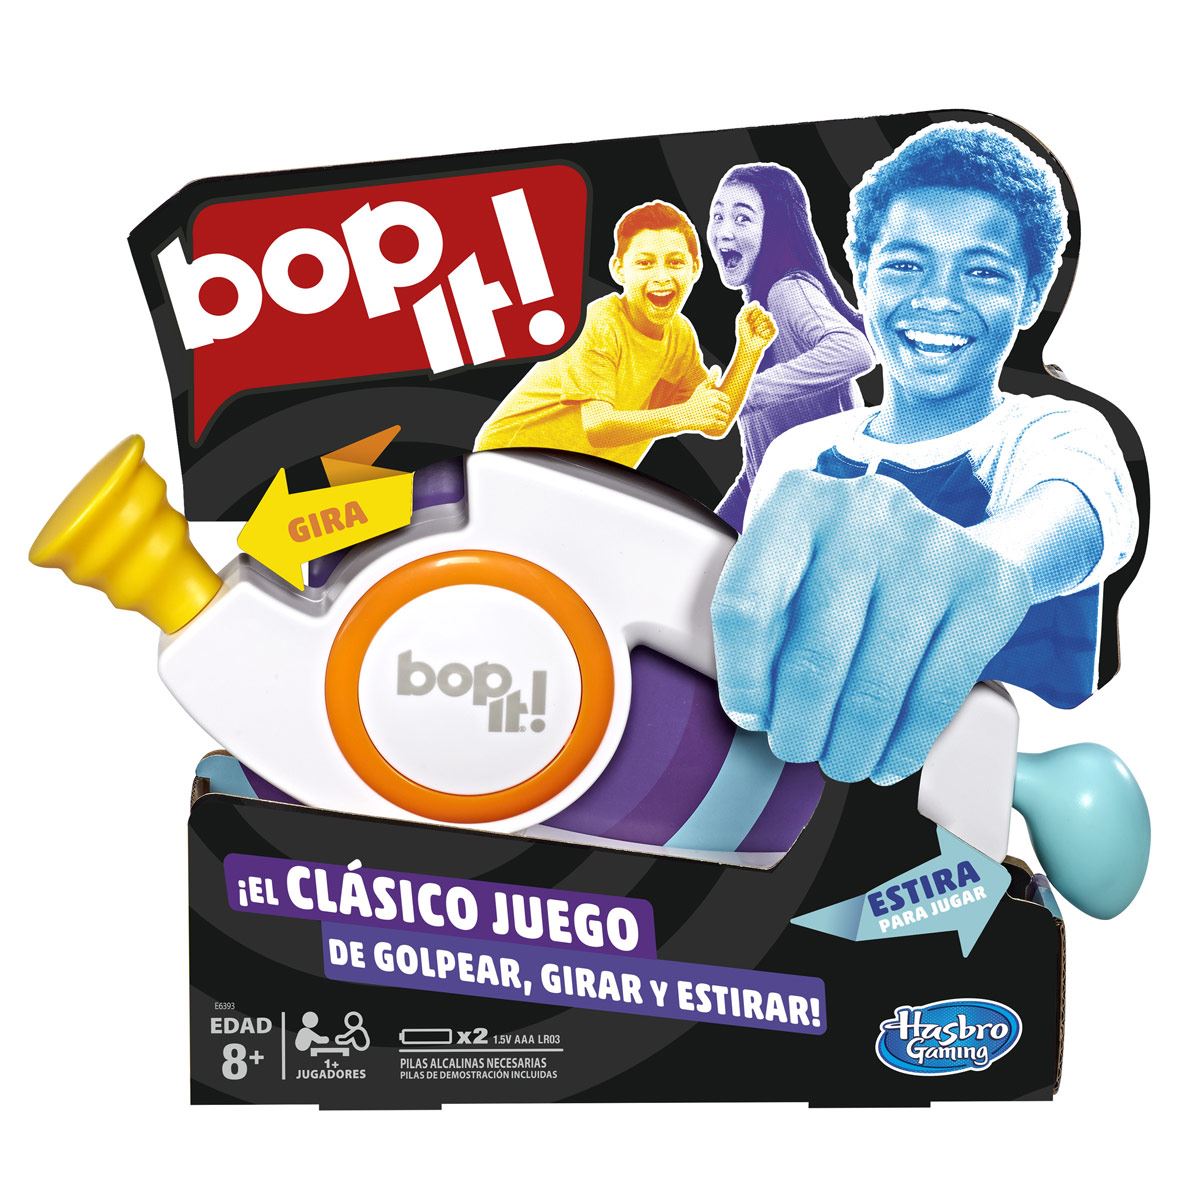 bop
it!
GIRA
bop
it!®
ESTIRA
PARA JUGAR
¡EL CLÁSICO JUEGO
DE GOLPEAR, GIRAR Y ESTIRAR!
E6393
EDAD
8+
1+
JUGADORES
x2 1.5V AAA LR03
PILAS ALCALINAS NECESARIAS
PILAS DE DEMOSTRACIÓN INCLUIDAS
Hasbro
Gaming